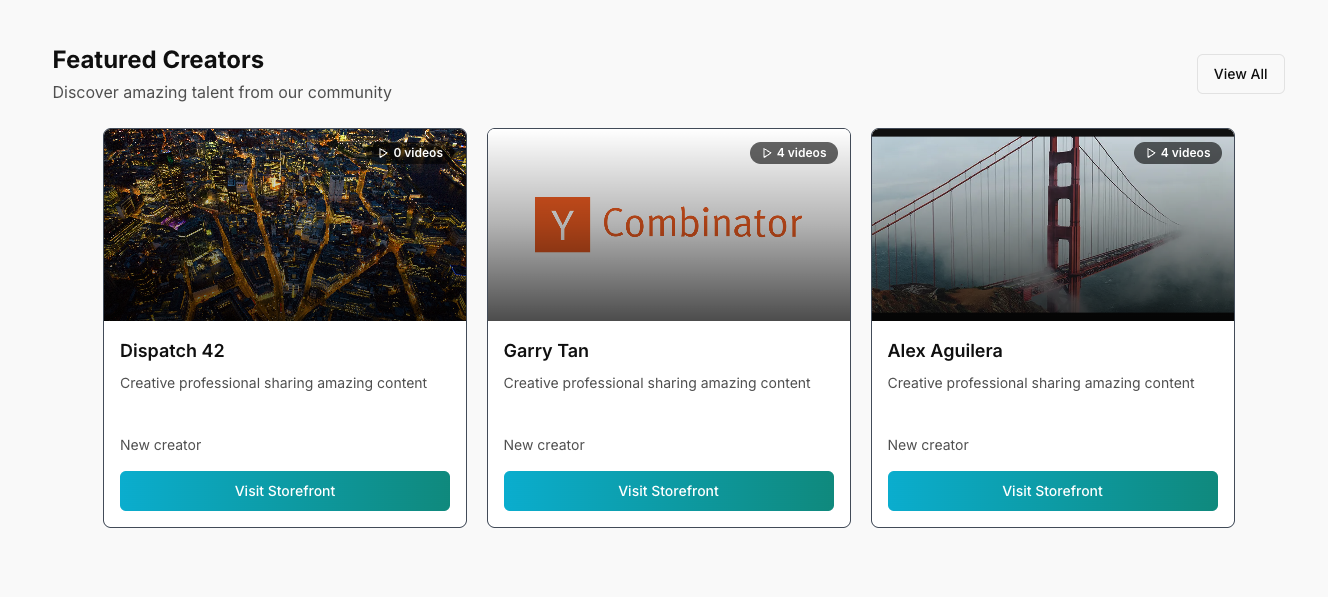 Featured Creators
Discover amazing talent from our community
View All
0 videos
4 videos
4 videos
Y Combinator
Dispatch 42
Garry Tan
Alex Aguilera
Creative professional sharing amazing content
Creative professional sharing amazing content
Creative professional sharing amazing content
New creator
New creator
New creator
Visit Storefront
Visit Storefront
Visit Storefront